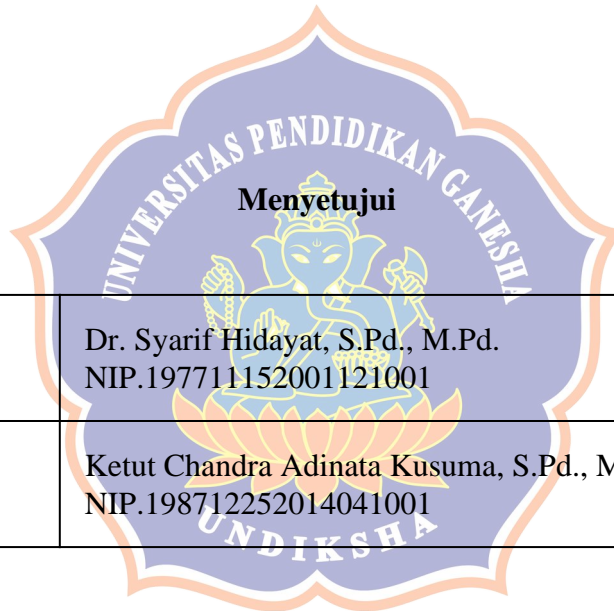 UNIVERSITAS PENDIDIKAN GANESHA
Menyetujui
Dr. Syarif Hidayat, S.Pd., M.Pd.
NIP.197711152001121001
Ketut Chandra Adinata Kusuma, S.Pd., M
NIP.198712252014041001
UNDIKSHA